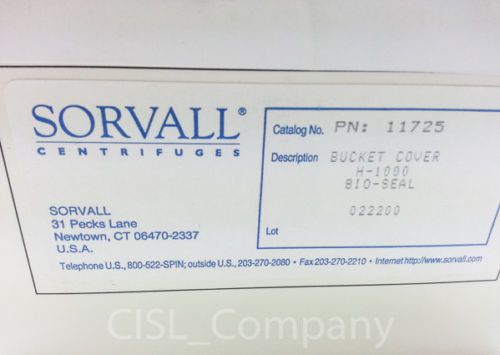 SORVALL®
CENTRIFUGES
SORVALL
31 Pecks Lane
Newtown, CT 06470-2337
U.S.A.
Catalog No. PN: 11725
Description BUCKET COVER
H-1000
BIO-SEAL
022200
Lot
Telephone U.S., 800-522-SPIN; outside U.S., 203-270-2080 • Fax 203-270-2210 • Internet http://www.sorvall.com
CISL_Company